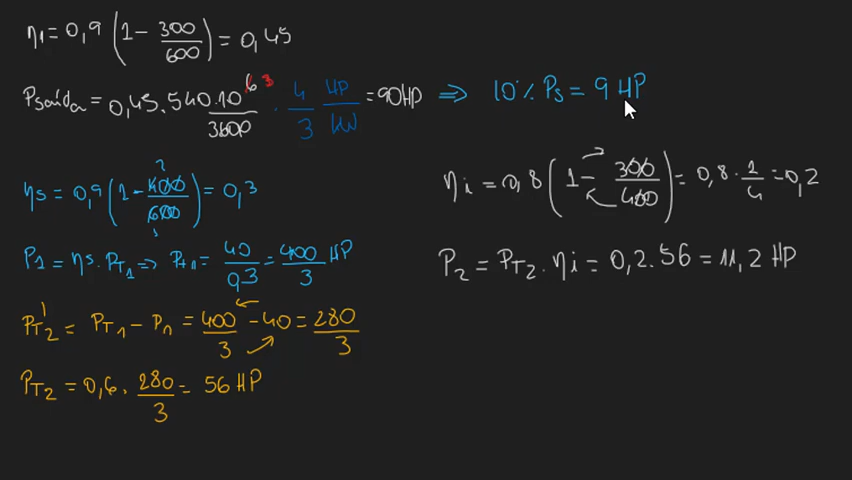 η1 = 0,9 (1 - 300/600) = 0,45
Psaída = 0,45.540.10^6 3/3600 . 4/3 HP/kW = 90HP ⇒ 10% Ps = 9 HP
ηs = 0,9 (1 - 400/600) 2/3 = 0,3
P1 = ηs.PT1 ⇒ PT1 = 40/0,3 = 400/3 HP
PT2' = PT1 - P1 = 400/3 - 40 = 280/3
PT2 = 0,6 . 280/3 = 56 HP
ηi = 0,8 (1 - 300/400) = 0,8 . 1/4 = 0,2
P2 = PT2 . ηi = 0,2 . 56 = 11,2 HP